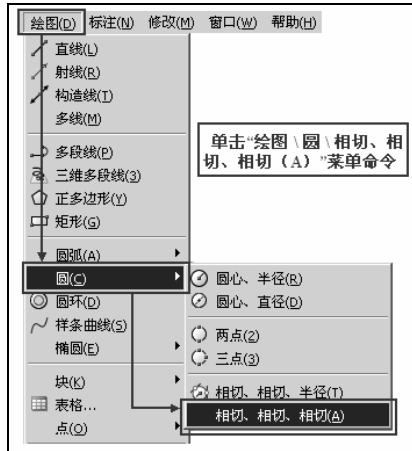 绘图(D) 标注(N) 修改(M) 窗口(W) 帮助(H)
直线(L)
射线(R)
构造线(T)
多线(M)
多段线(P)
三维多段线(3)
正多边形(Y)
矩形(G)
圆弧(A)
圆(C)
圆环(D)
样条曲线(S)
椭圆(E)
块(K)
表格...
点(O)
单击“绘图\圆\相切、相
切、相切(A)”菜单命令
圆心、半径(R)
圆心、直径(D)
两点(2)
三点(3)
相切、相切、半径(T)
相切、相切、相切(A)